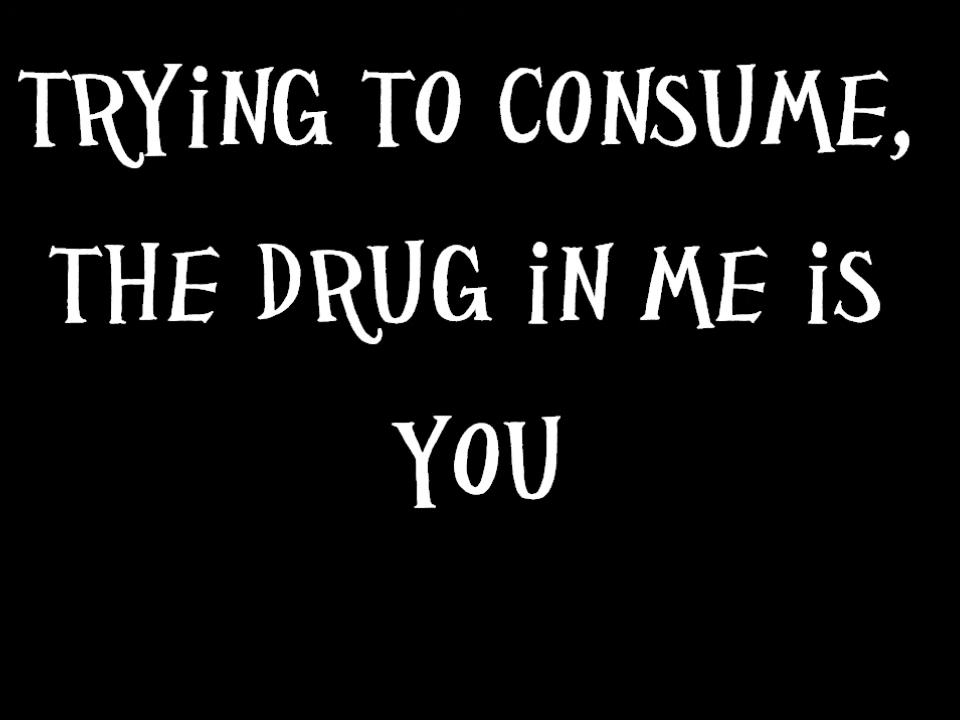 TRYiNG TO CONSUME,
THE DRUG iN ME iS
YOU